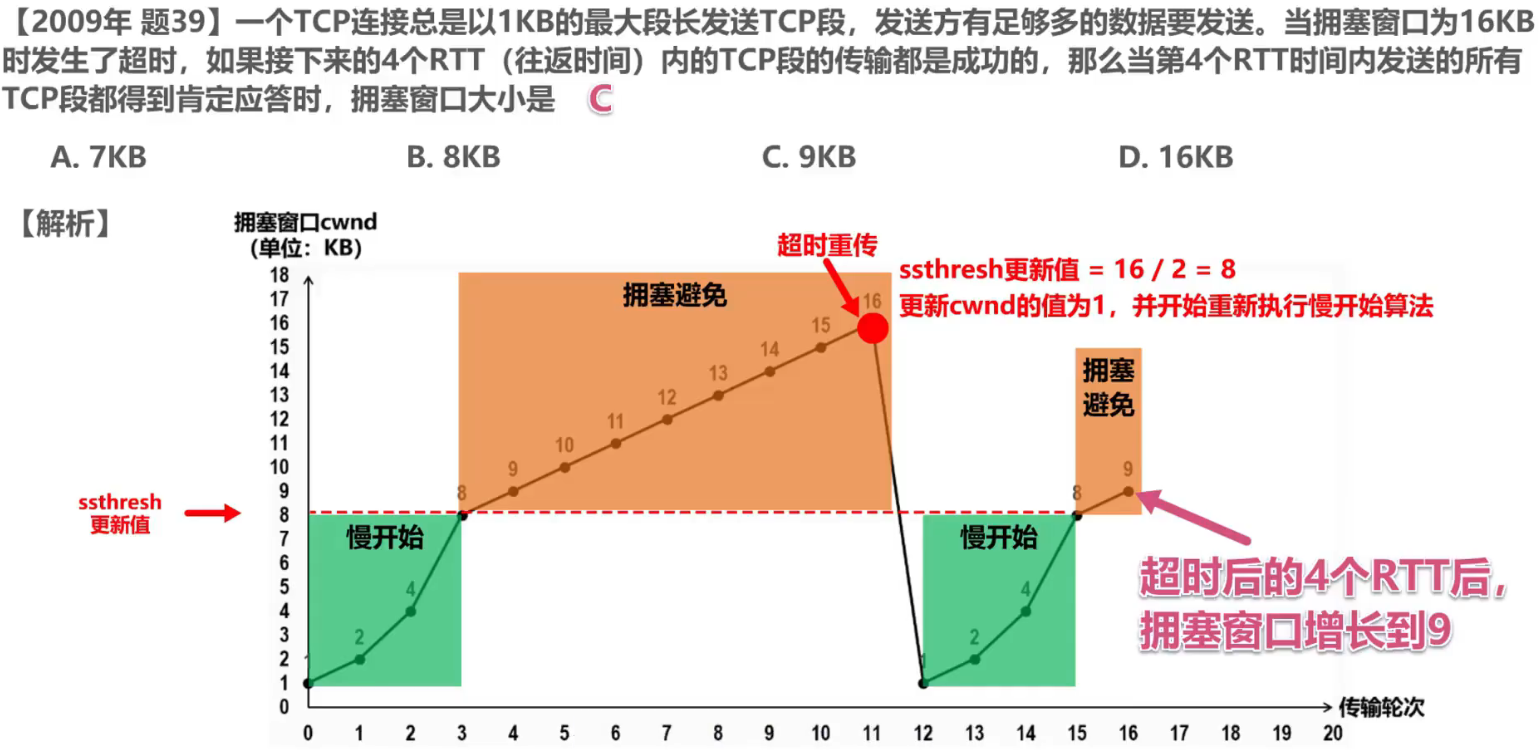 【2009年 题39】一个TCP连接总是以1KB的最大段长发送TCP段，发送方有足够多的数据要发送。当拥塞窗口为16KB
时发生了超时，如果接下来的4个RTT（往返时间）内的TCP段的传输都是成功的，那么当第4个RTT时间内发送的所有
TCP段都得到肯定应答时，拥塞窗口大小是 C
A. 7KB B. 8KB C. 9KB D. 16KB
【解析】
拥塞窗口cwnd
（单位：KB）
超时重传
ssthresh更新值 = 16 / 2 = 8
更新cwnd的值为1，并开始重新执行慢开始算法
18
17
16
15
14
13
12
11
10
9
8
7
6
5
4
3
2
1
0
拥塞避免
16
15
14
13
12
11
10
9
8
拥塞
避免
9
8
ssthresh
更新值
慢开始
4
2
1
慢开始
4
2
1
超时后的4个RTT后，
拥塞窗口增长到9
0 1 2 3 4 5 6 7 8 9 10 11 12 13 14 15 16 17 18 19 20
传输轮次